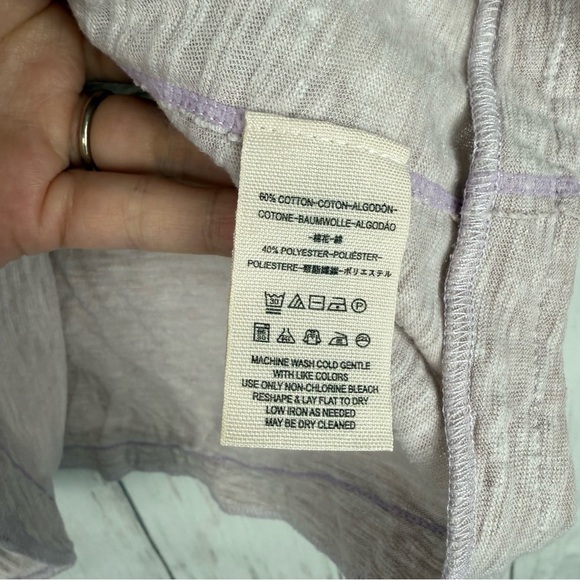 60% COTTON-COTON-ALGODÓN-
COTONE-BAUMWOLLE-ALGODÃO
-棉花-綿
40% POLYESTER-POLIÉSTER-
POLIESTERE-聚酯纖維-ポリエステル
30
P
MACHINE WASH COLD GENTLE
WITH LIKE COLORS
USE ONLY NON-CHLORINE BLEACH
RESHAPE & LAY FLAT TO DRY
LOW IRON AS NEEDED
MAY BE DRY CLEANED